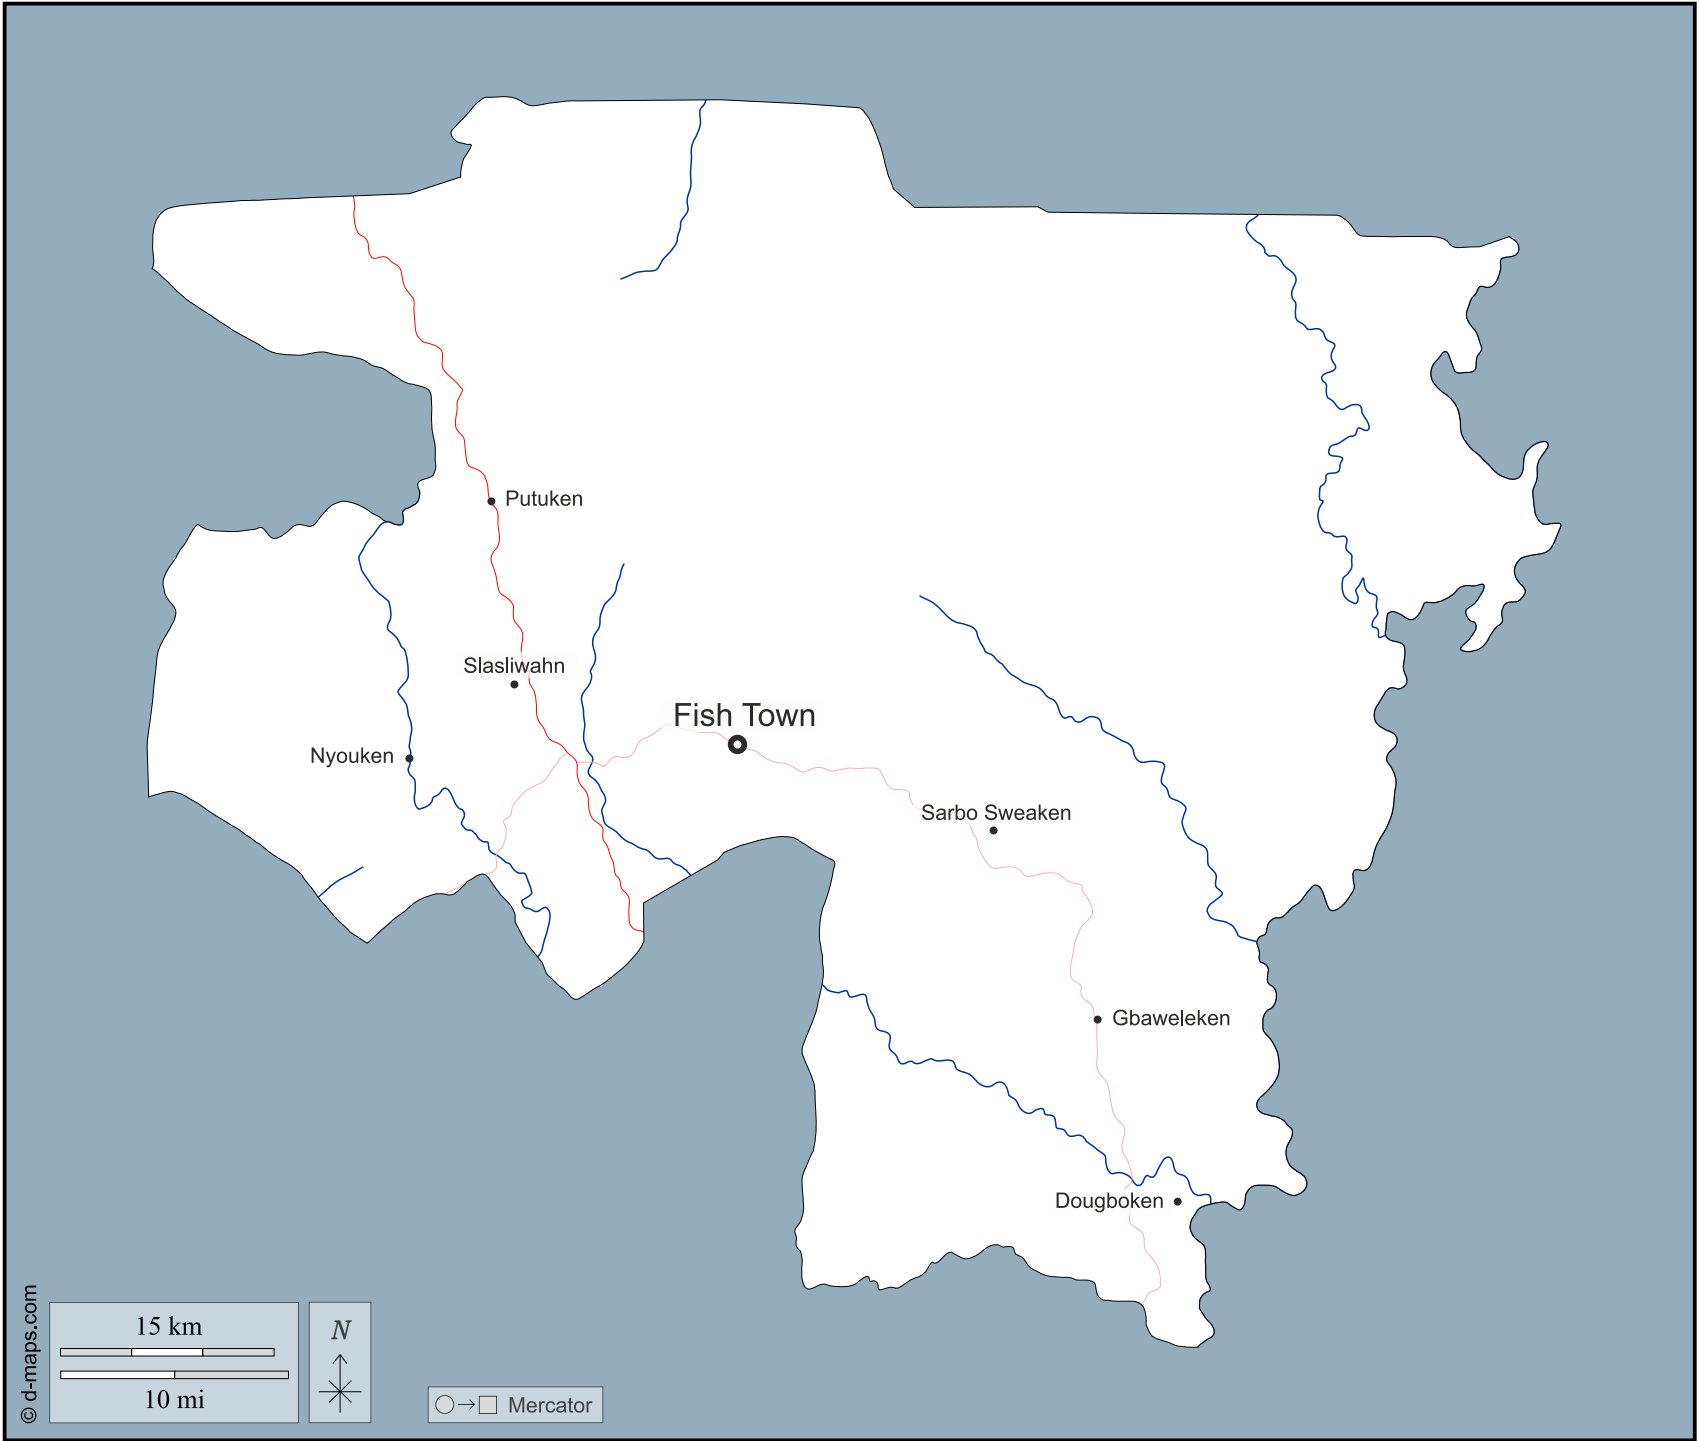 Putuken
Slasliwahn
Fish Town
Nyouken
Sarbo Sweaken
Gbaweleken
Dougboken
© d-maps.com
15 km
10 mi
N
Mercator